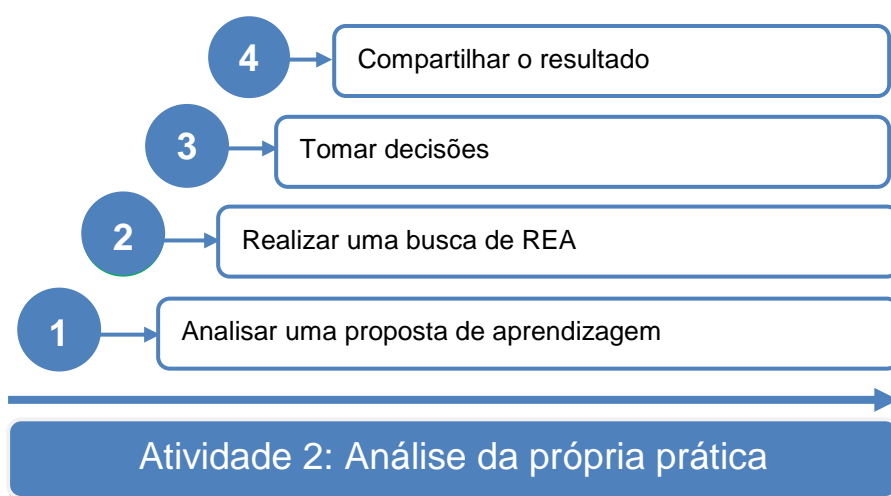 4 Compartilhar o resultado
3 Tomar decisões
2 Realizar uma busca de REA
1 Analisar uma proposta de aprendizagem
Atividade 2: Análise da própria prática